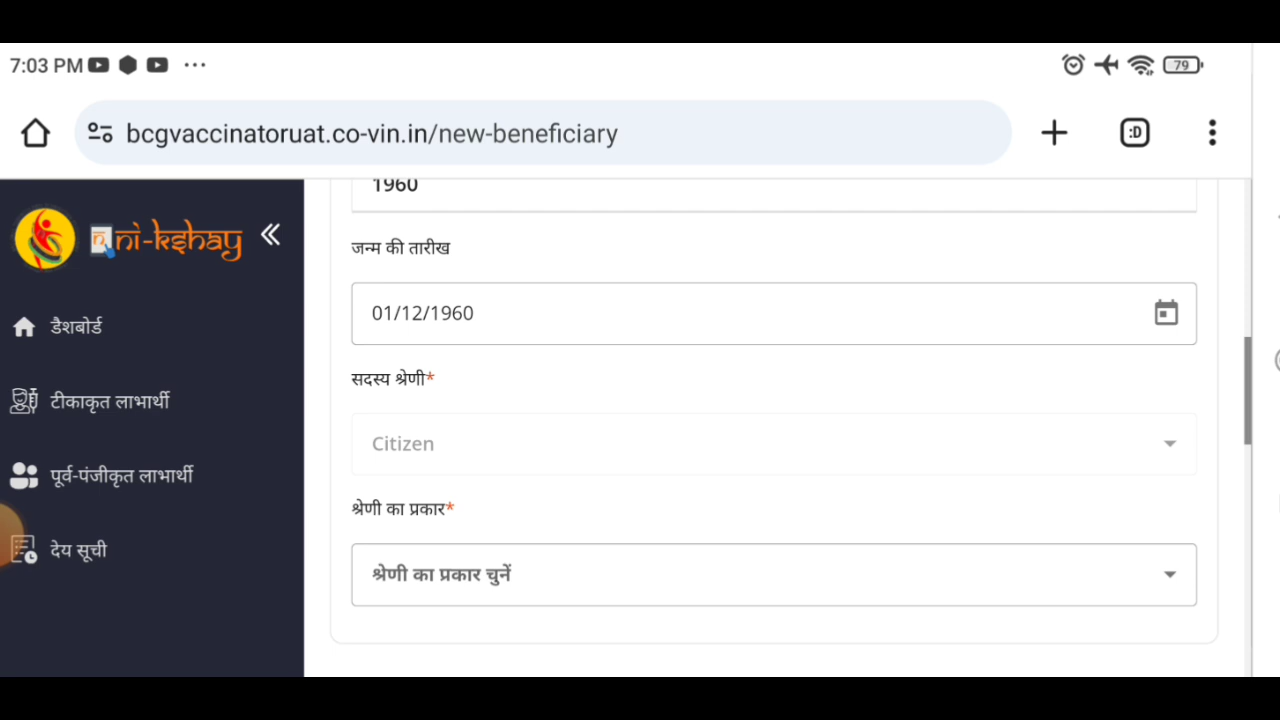 7:03 PM
79
bcgvaccinatoruat.co-vin.in/new-beneficiary
:D
ni-kshay
डैशबोर्ड
टीकाकृत लाभार्थी
पूर्व-पंजीकृत लाभार्थी
देय सूची
1960
जन्म की तारीख
01/12/1960
सदस्य श्रेणी*
Citizen
श्रेणी का प्रकार*
श्रेणी का प्रकार चुनें